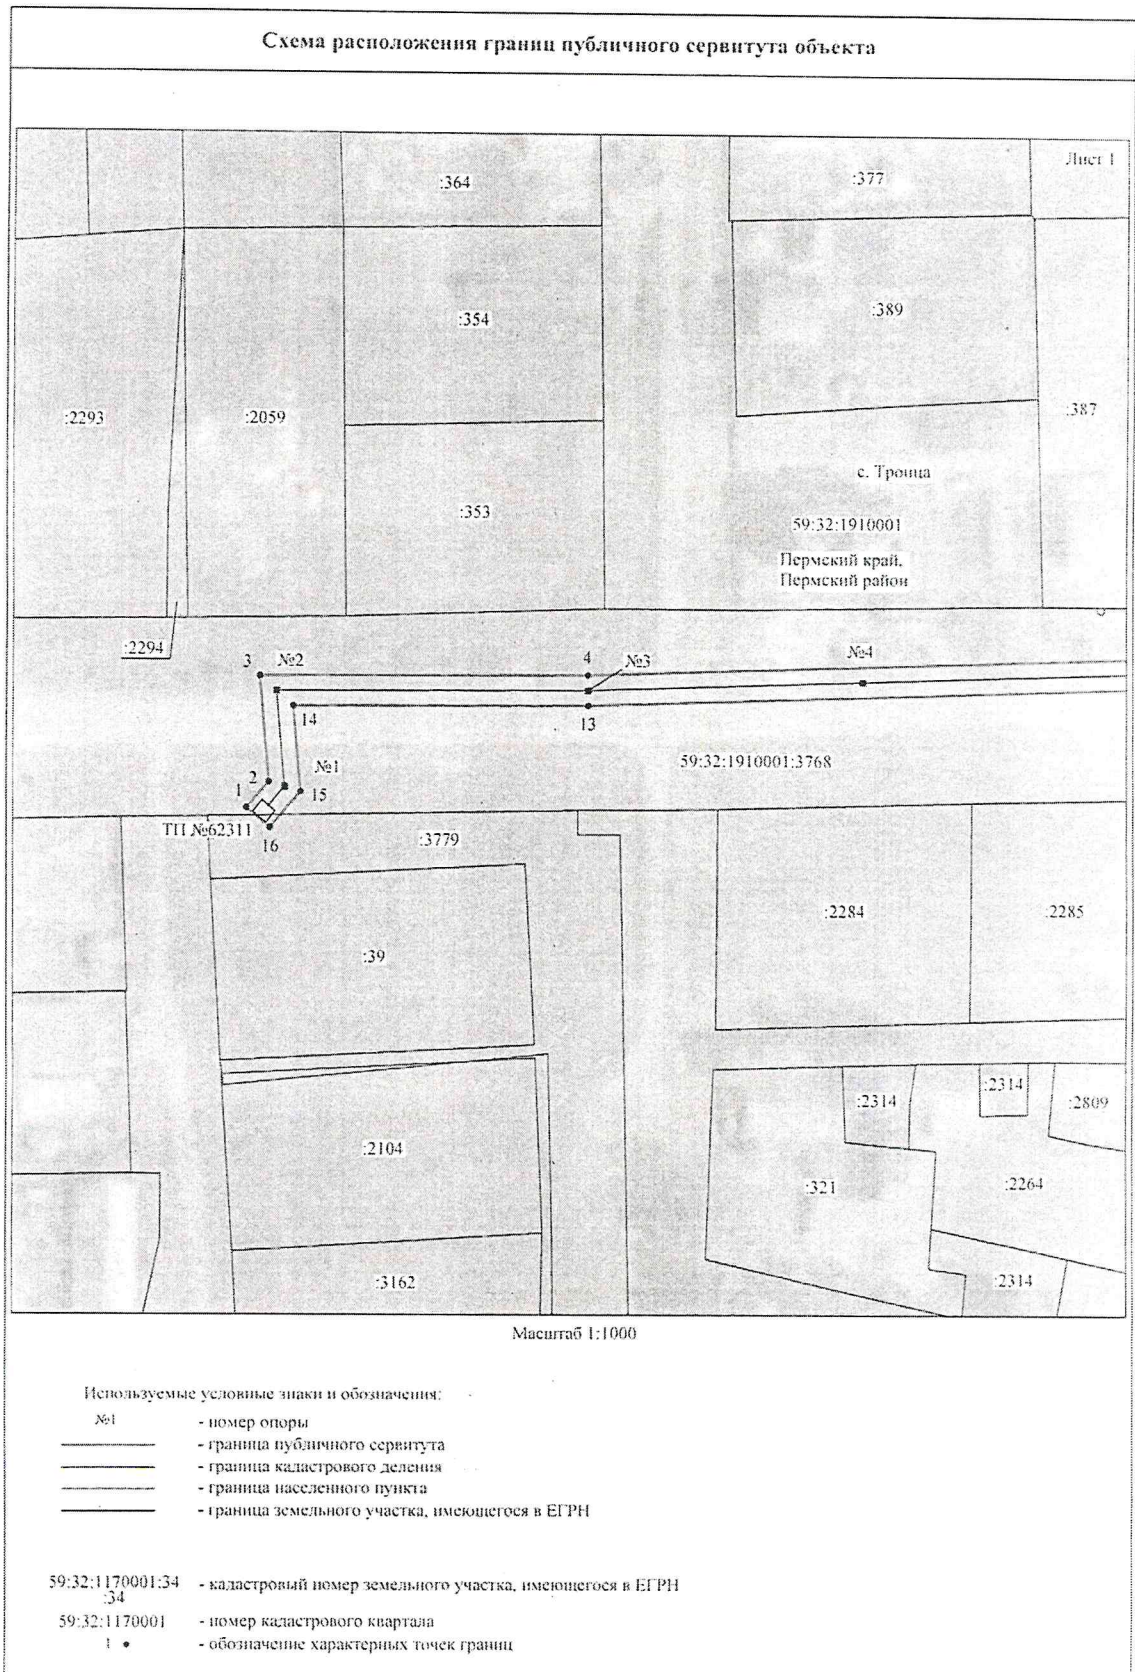 Схема расположения границ публичного сервитута объекта
Лист 1
:364
:377
:354
:389
:2293
:2059
:387
:353
с. Троица
59:32:1910001
Пермский край,
Пермский район
:2294
3
№2
4
№3
№4
14
13
59:32:1910001:3768
2
№1
1
15
ТП №62311
16
:3779
:2284
:2285
:39
:2314
:2314
:2809
:2104
:321
:2264
:3162
:2314
Масштаб 1:1000
Используемые условные знаки и обозначения:
№1 - номер опоры
- граница публичного сервитута
- граница кадастрового деления
- граница населенного пункта
- граница земельного участка, имеющегося в ЕГРН
59:32:1170001:34 - кадастровый номер земельного участка, имеющегося в ЕГРН
:34
59:32:1170001 - номер кадастрового квартала
1 - обозначение характерных точек границ